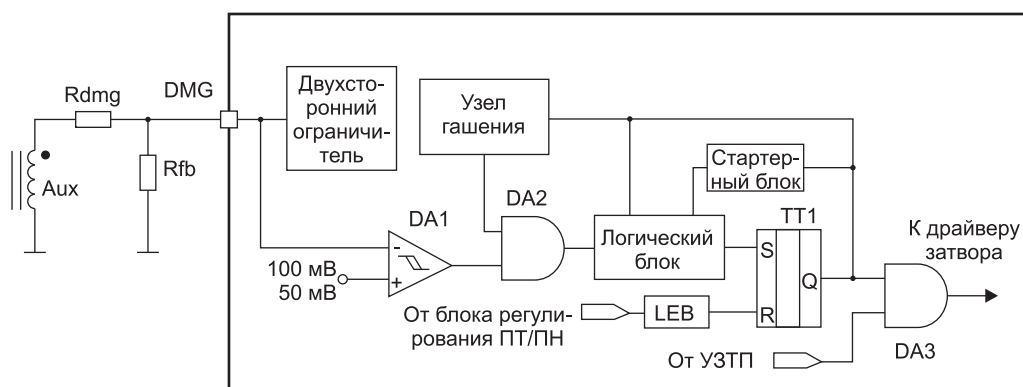 Rdmg
DMG
Rfb
Aux
Двухсто-
ронний
ограничи-
тель
Узел
гашения
Стартер-
ный блок
DA1
DA2
-
+
100 мВ
50 мВ
Логический
блок
TT1
S
R
Q
К драйверу
затвора
От блока регули-
рования ПТ/ПН
LEB
От УЗТП
DA3